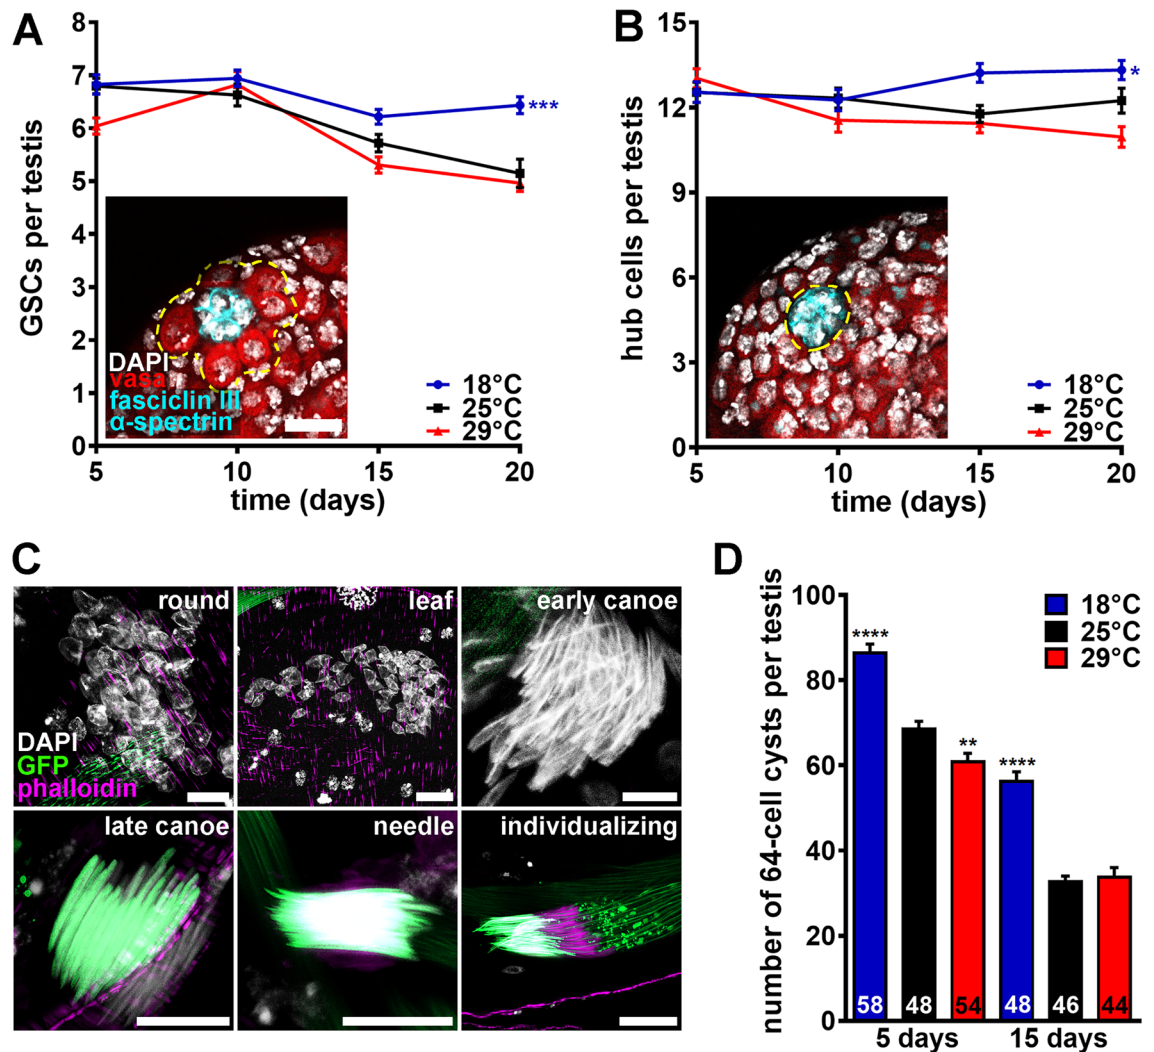 A
8
7
6
5
4
3
2
1
0
GSCs per testis
***
DAPI
vasa
fasciclin III
α-spectrin
18°C
25°C
29°C
5 10 15 20
time (days)
B
15
12
9
6
3
0
hub cells per testis
*
18°C
25°C
29°C
5 10 15 20
time (days)
C
round
DAPI
GFP
phalloidin
leaf
early canoe
late canoe
needle
individualizing
D
100
80
60
40
20
0
number of 64-cell cysts per testis
18°C
25°C
29°C
**** ** ****
58 48 54 48 46 44
5 days 15 days